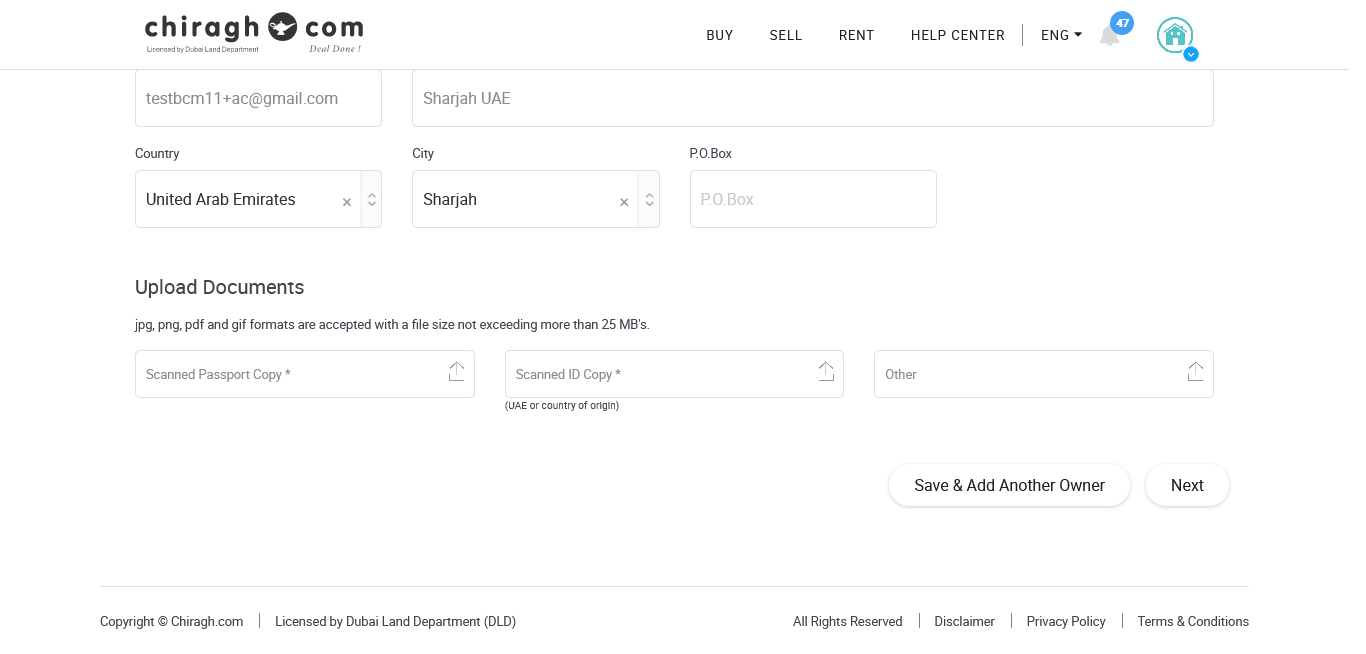 chiragh com
Licensed by Dubai Land Department
Deal Done !
BUY
SELL
RENT
HELP CENTER
ENG
47
testbcm11+ac@gmail.com
Sharjah UAE
Country
City
P.O.Box
United Arab Emirates ×
Sharjah ×
P.O.Box
Upload Documents
jpg, png, pdf and gif formats are accepted with a file size not exceeding more than 25 MB's.
Scanned Passport Copy *
Scanned ID Copy *
Other
(UAE or country of origin)
Save & Add Another Owner
Next
Copyright © Chiragh.com
Licensed by Dubai Land Department (DLD)
All Rights Reserved
Disclaimer
Privacy Policy
Terms & Conditions